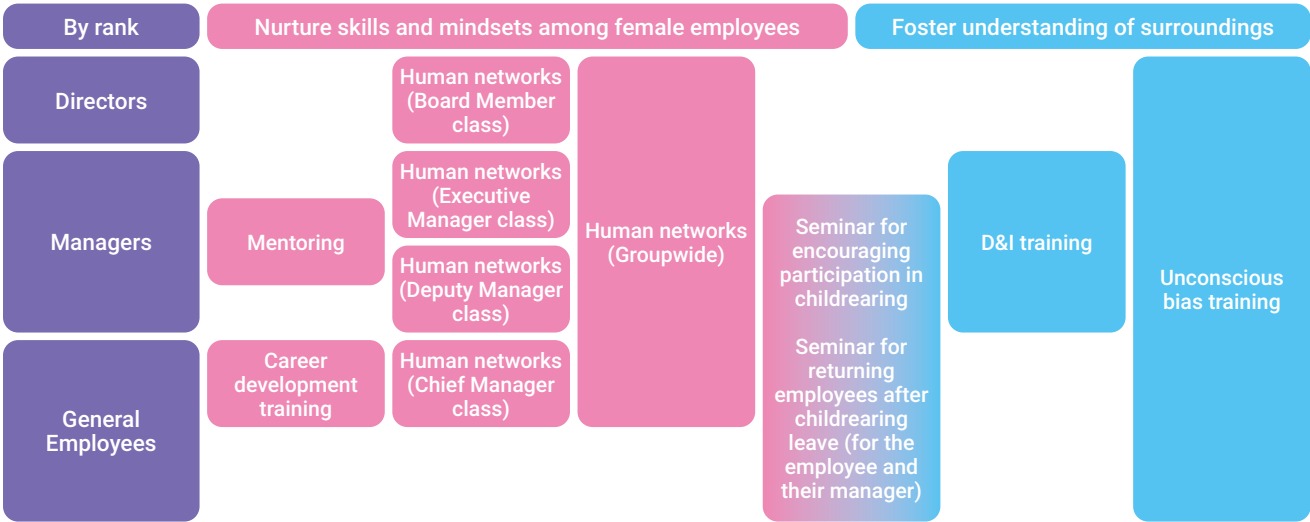 By rank
Nurture skills and mindsets among female employees
Foster understanding of surroundings
Directors
Managers
General
Employees
Mentoring
Career
development
training
Human networks
(Board Member
class)
Human networks
(Executive
Manager class)
Human networks
(Deputy Manager
class)
Human networks
(Chief Manager
class)
Human networks
(Groupwide)
Seminar for
encouraging
participation in
childrearing
Seminar for
returning
employees after
childrearing
leave (for the
employee and
their manager)
D&I training
Unconscious
bias training